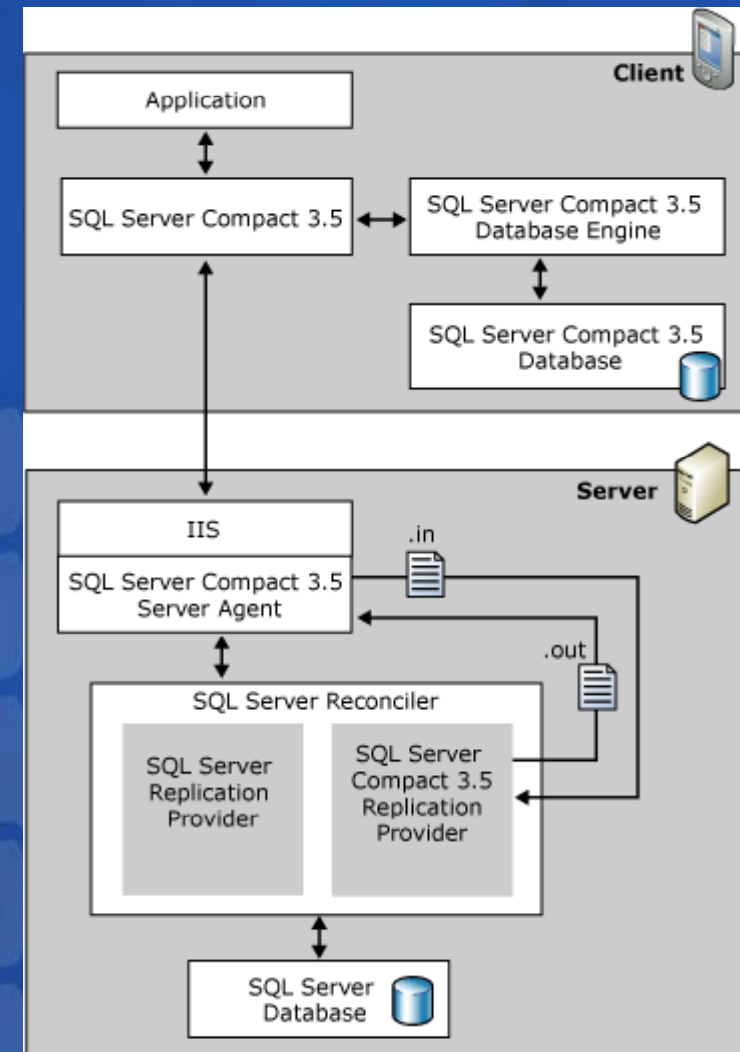 Client
Application
SQL Server Compact 3.5
SQL Server Compact 3.5
Database Engine
SQL Server Compact 3.5
Database
Server
IIS
.in
SQL Server Compact 3.5
Server Agent
.out
SQL Server Reconciler
SQL Server
Replication
Provider
SQL Server
Compact 3.5
Replication
Provider
SQL Server
Database